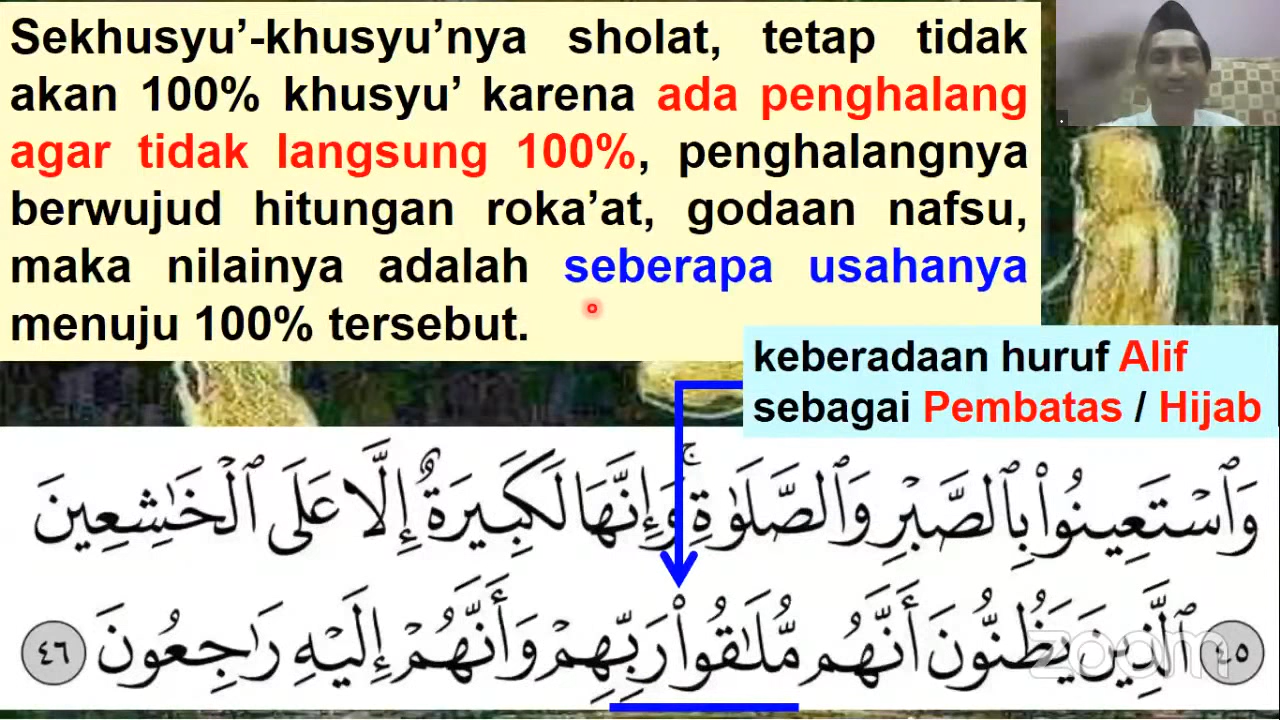 Sekhusyu’-khusyu’nya sholat, tetap tidak
akan 100% khusyu’ karena ada penghalang
agar tidak langsung 100%, penghalangnya
berwujud hitungan roka’at, godaan nafsu,
maka nilainya adalah seberapa usahanya
menuju 100% tersebut.
keberadaan huruf Alif
sebagai Pembatas / Hijab
وَٱسْتَعِينُوا۟ بِٱلصَّبْرِ وَٱلصَّلَوٰةِ ۚ وَإِنَّهَا لَكَبِيرَةٌ إِلَّا عَلَى ٱلْخَٰشِعِينَ
٤٥ ٱلَّذِينَ يَظُنُّونَ أَنَّهُم مُّلَٰقُوا۟ رَبِّهِمْ وَأَنَّهُمْ إِلَيْهِ رَٰجِعُونَ ٤٦
zoom